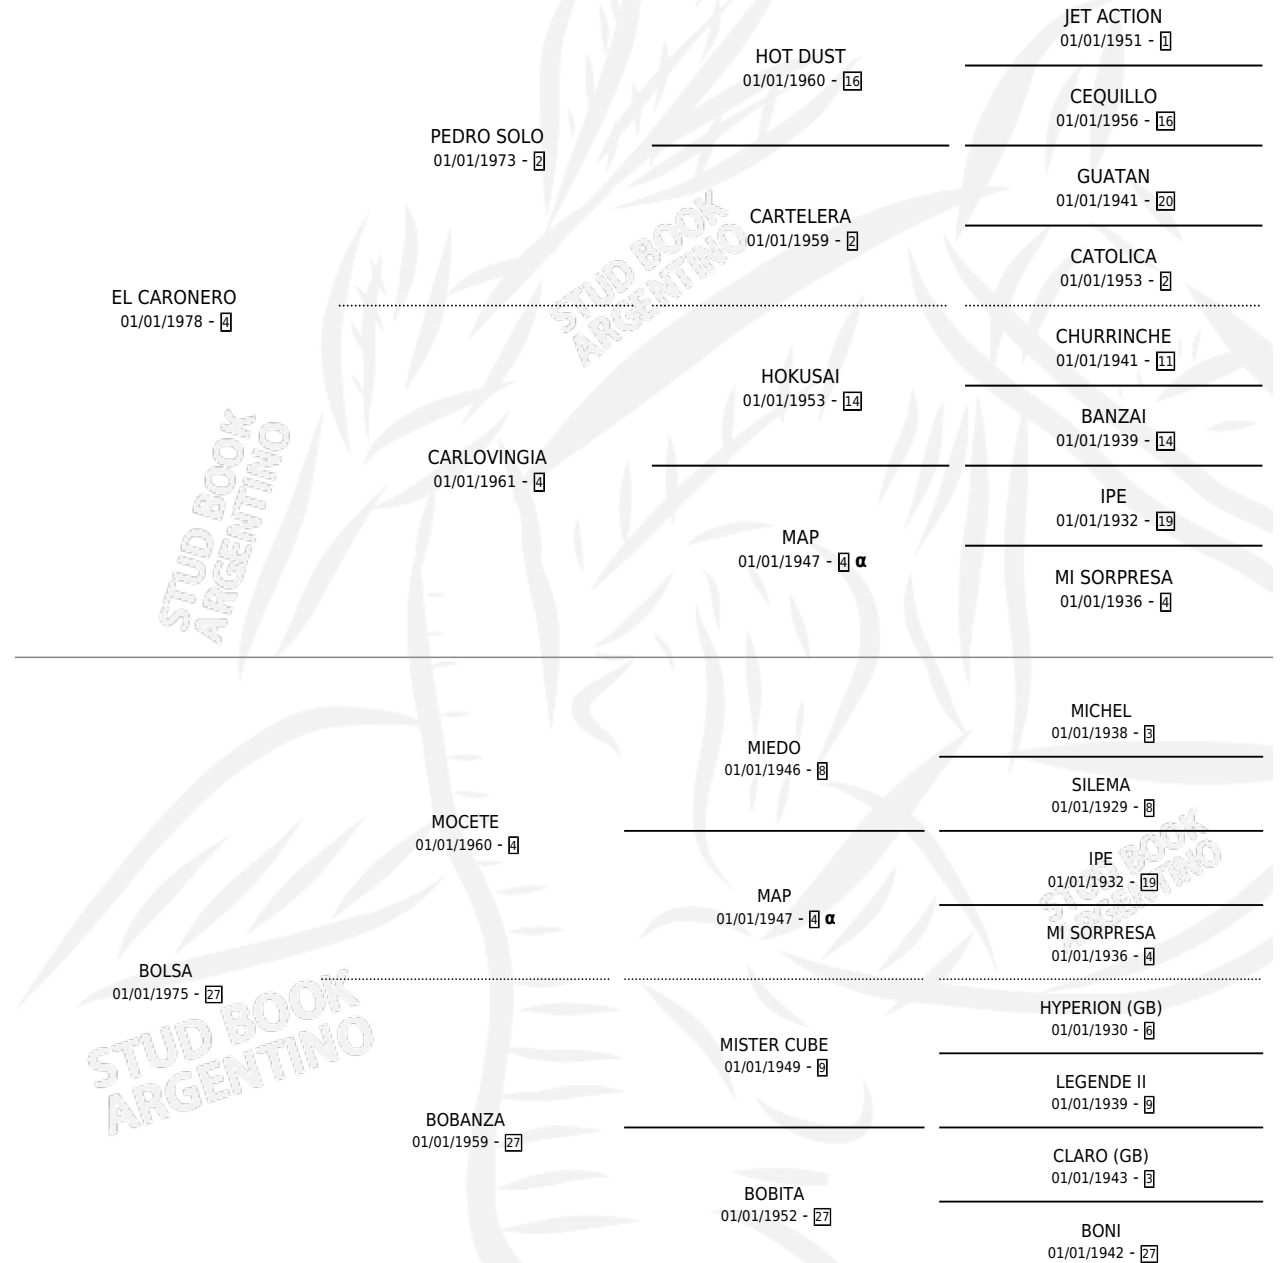 JET ACTION
01/01/1951 - 1
HOT DUST
01/01/1960 - 16
CEQUILLO
01/01/1956 - 16
PEDRO SOLO
01/01/1973 - 2
GUATAN
01/01/1941 - 20
CARTELERA
01/01/1959 - 2
CATOLICA
01/01/1953 - 2
STUD BOOK
ARGENTINO
EL CARONERO
01/01/1978 - 4
CHURRINCHE
01/01/1941 - 11
HOKUSAI
01/01/1953 - 14
BANZAI
01/01/1939 - 14
CARLOVINGIA
01/01/1961 - 4
IPE
01/01/1932 - 19
MAP
01/01/1947 - 4 α
MI SORPRESA
01/01/1936 - 4
STUD BOOK
ARGENTINO
MICHEL
01/01/1938 - 3
MIEDO
01/01/1946 - 8
SILEMA
01/01/1929 - 8
MOCETE
01/01/1960 - 4
IPE
01/01/1932 - 19
MAP
01/01/1947 - 4 α
MI SORPRESA
01/01/1936 - 4
STUD BOOK
ARGENTINO
BOLSA
01/01/1975 - 27
HYPERION (GB)
01/01/1930 - 6
MISTER CUBE
01/01/1949 - 9
LEGENDE II
01/01/1939 - 9
STUD BOOK
ARGENTINO
BOBANZA
01/01/1959 - 27
CLARO (GB)
01/01/1943 - 3
BOBITA
01/01/1952 - 27
BONI
01/01/1942 - 27